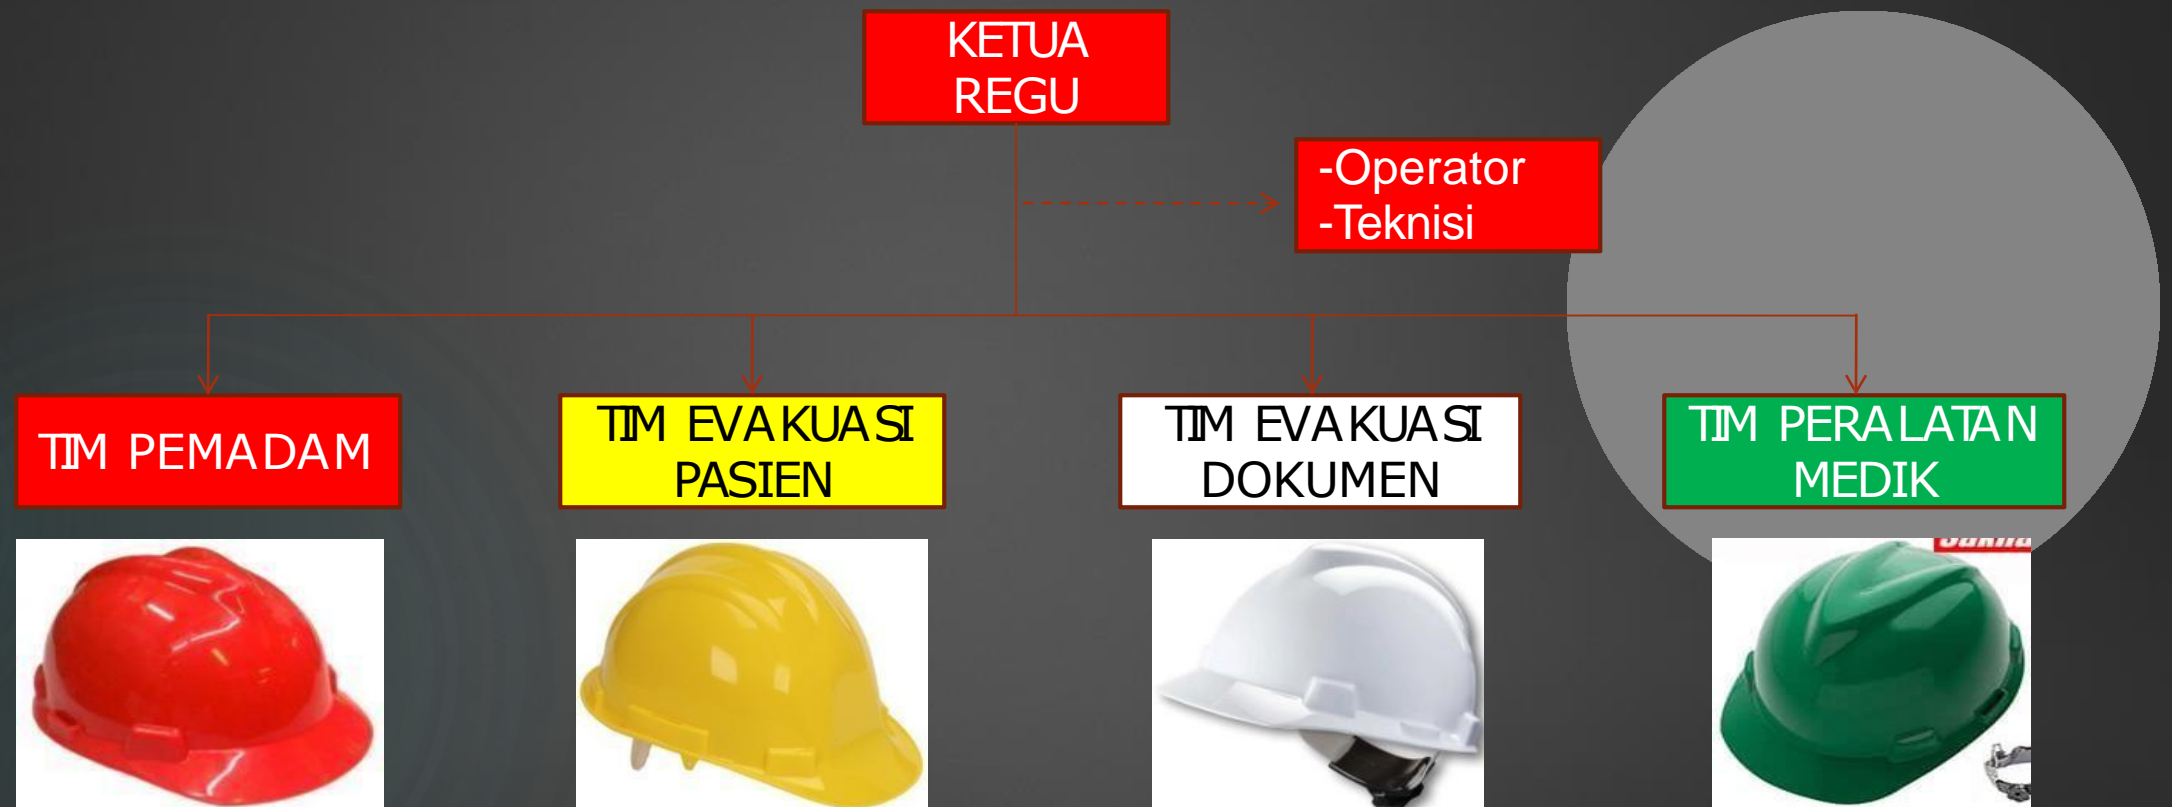 KETUA
REGU
-Operator
-Teknisi
TIM PEMADAM
TIM EVAKUASI
PASIEN
TIM EVAKUASI
DOKUMEN
TIM PERALATAN
MEDIK